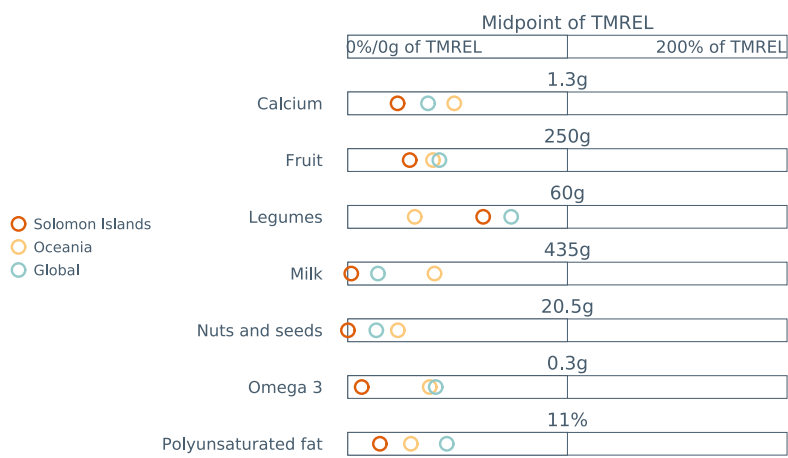 Midpoint of TMREL
0%/0g of TMREL 200% of TMREL
1.3g
Calcium
250g
Fruit
60g
Legumes
Solomon Islands
Oceania
Global
435g
Milk
20.5g
Nuts and seeds
0.3g
Omega 3
11%
Polyunsaturated fat